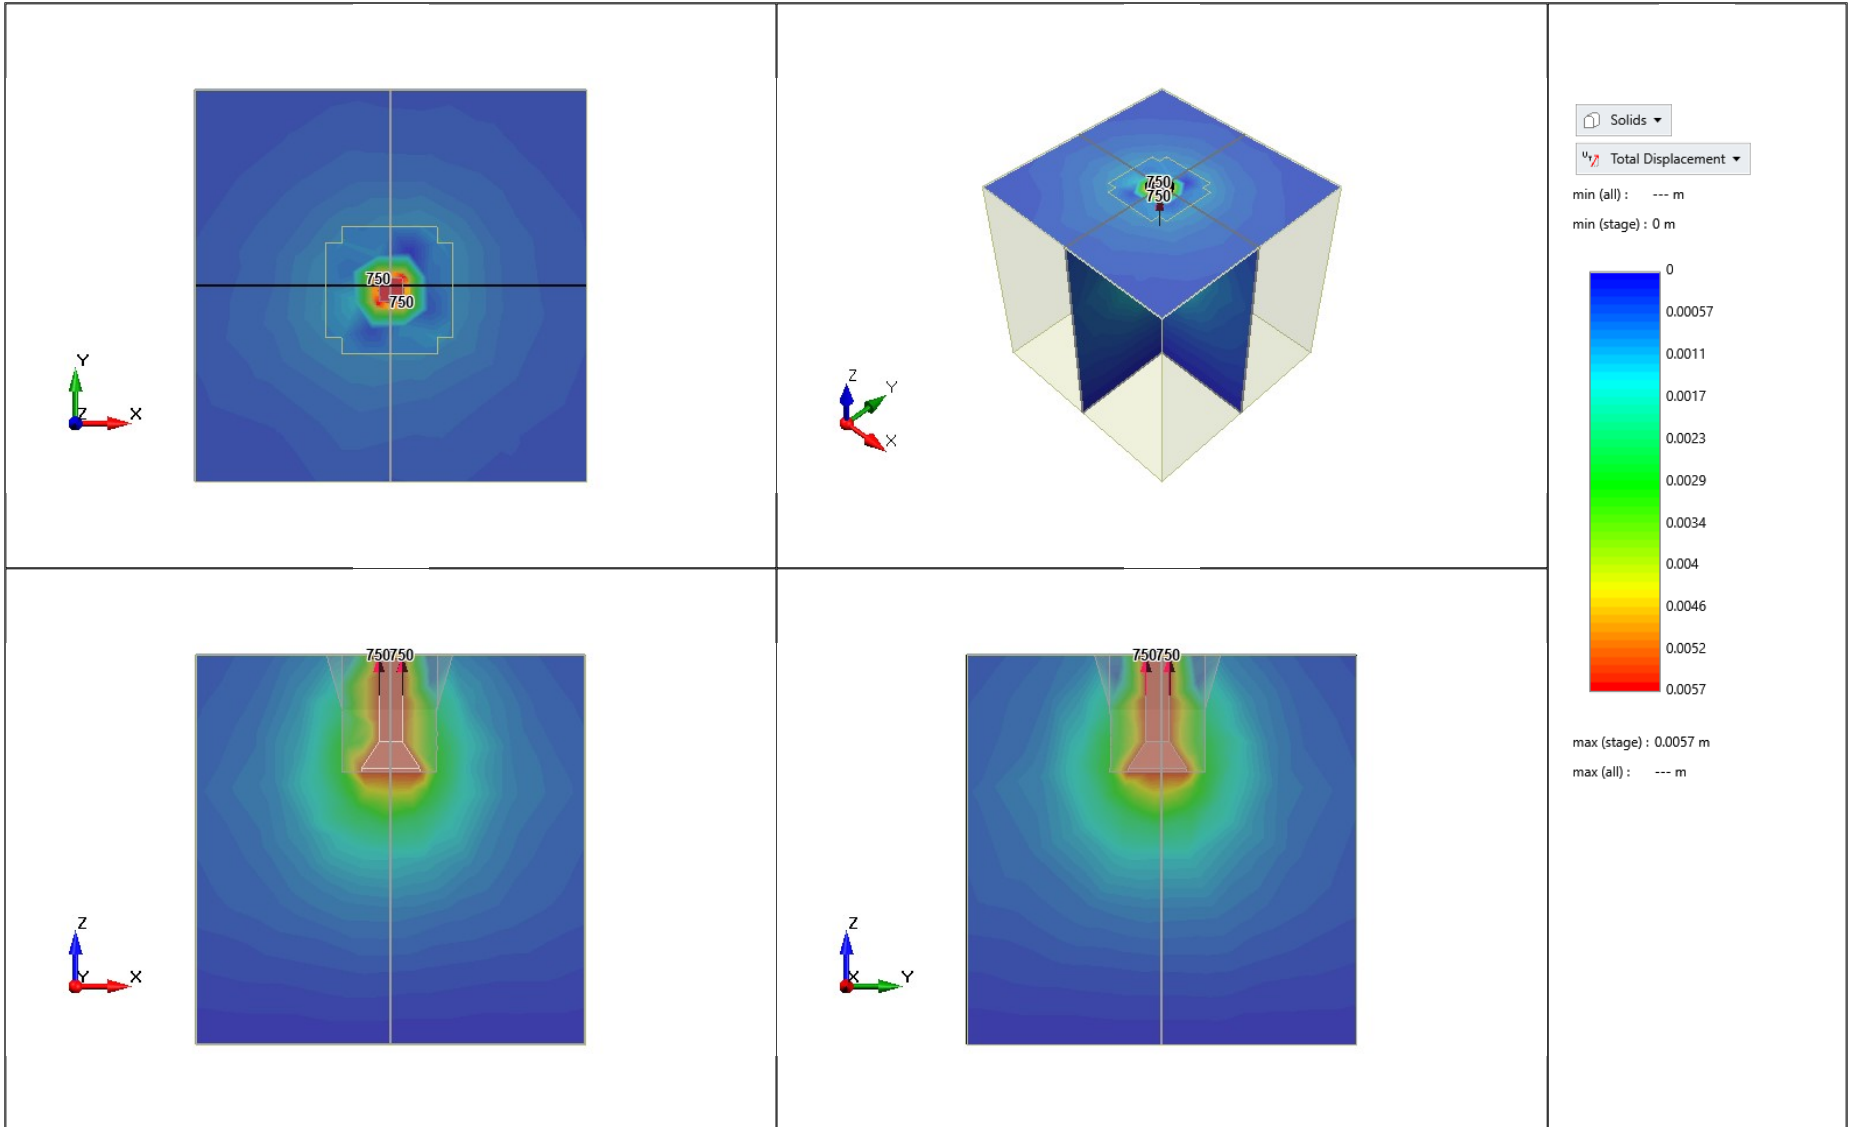 750
750
Y
Z
X
750
750
Z
Y
X
Solids
Total Displacement
min (all) : --- m
min (stage) : 0 m
0
0.00057
0.0011
0.0017
0.0023
0.0029
0.0034
0.004
0.0046
0.0052
0.0057
max (stage) : 0.0057 m
max (all) : --- m
750750
Z
Y
X
750750
Z
X
Y